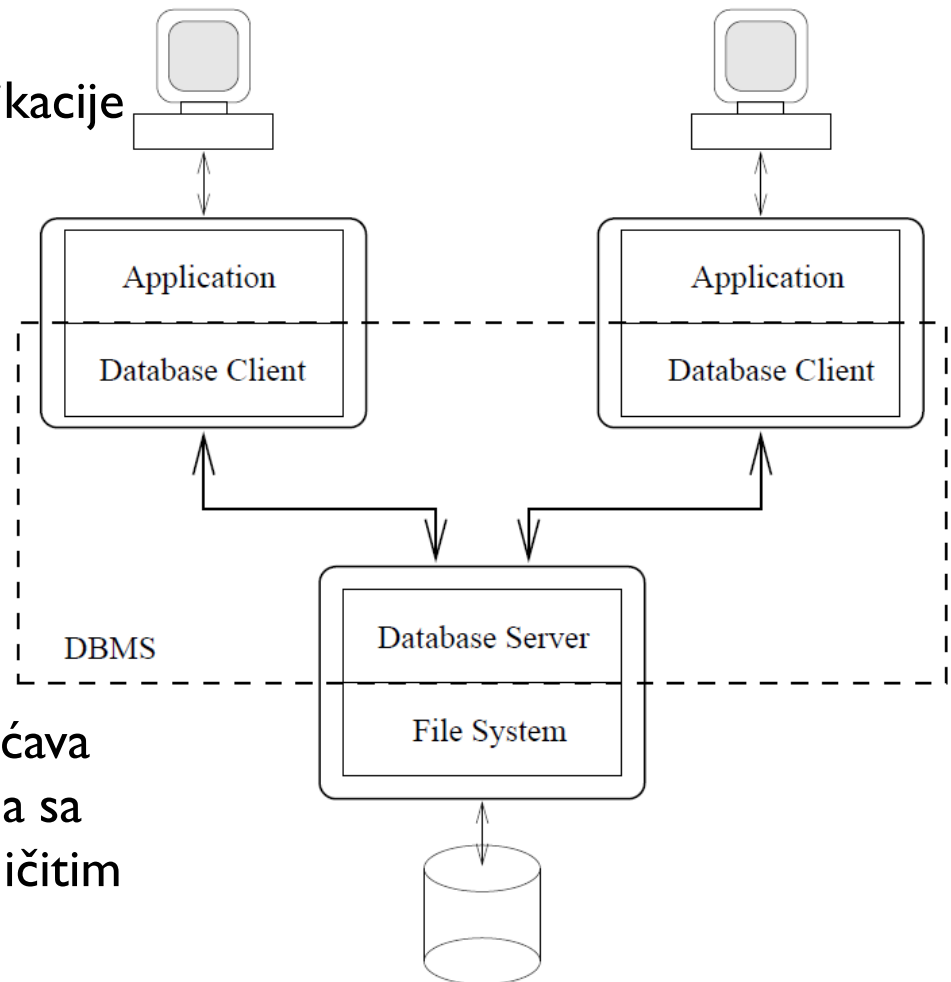 kacije
Application
Application
Database Client
Database Client
Database Server
DBMS
File System
ćava
a sa
ičitim